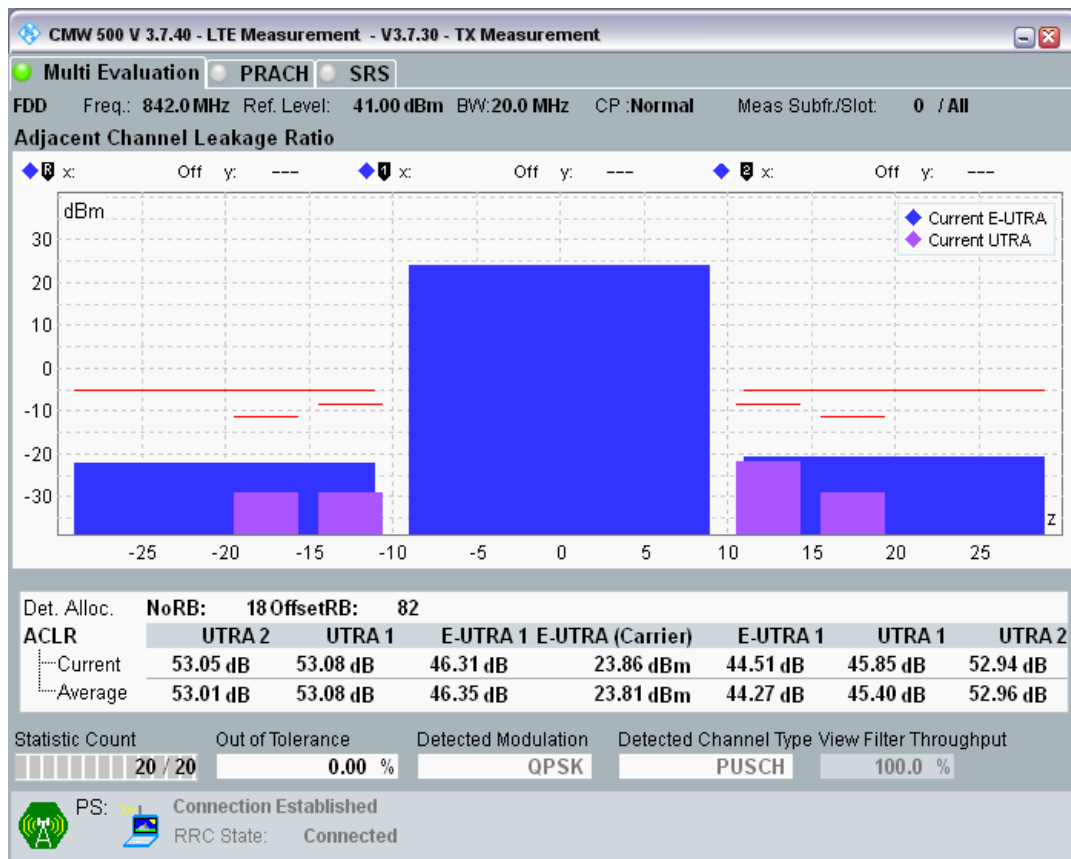 CMW 500 V 3.7.40 - LTE Measurement - V3.7.30 - TX Measurement
Multi Evaluation PRACH SRS
FDD Freq.: 842.0 MHz Ref. Level: 41.00 dBm BW:20.0 MHz CP :Normal Meas Subfr./Slot: 0 / All
Adjacent Channel Leakage Ratio
R x: Off y: --- 1 x: Off y: --- 2 x: Off y: ---
dBm
Current E-UTRA
Current UTRA
30
20
10
0
-10
-20
-30
z
-25 -20 -15 -10 -5 0 5 10 15 20 25
Det. Alloc. NoRB: 18 OffsetRB: 82
ACLR UTRA 2 UTRA 1 E-UTRA 1 E-UTRA (Carrier) E-UTRA 1 UTRA 1 UTRA 2
Current 53.05 dB 53.08 dB 46.31 dB 23.86 dBm 44.51 dB 45.85 dB 52.94 dB
Average 53.01 dB 53.08 dB 46.35 dB 23.81 dBm 44.27 dB 45.40 dB 52.96 dB
Statistic Count Out of Tolerance Detected Modulation Detected Channel Type View Filter Throughput
20 / 20 0.00 % QPSK PUSCH 100.0 %
PS: Connection Established
RRC State: Connected